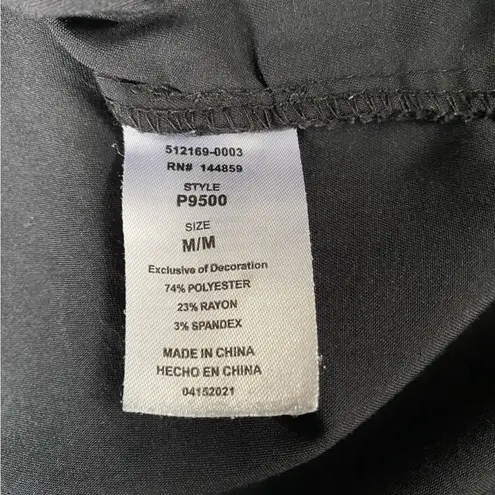 512169-0003
RN# 144859
STYLE
P9500
SIZE
M/M
Exclusive of Decoration
74% POLYESTER
23% RAYON
3% SPANDEX
MADE IN CHINA
HECHO EN CHINA
04152021